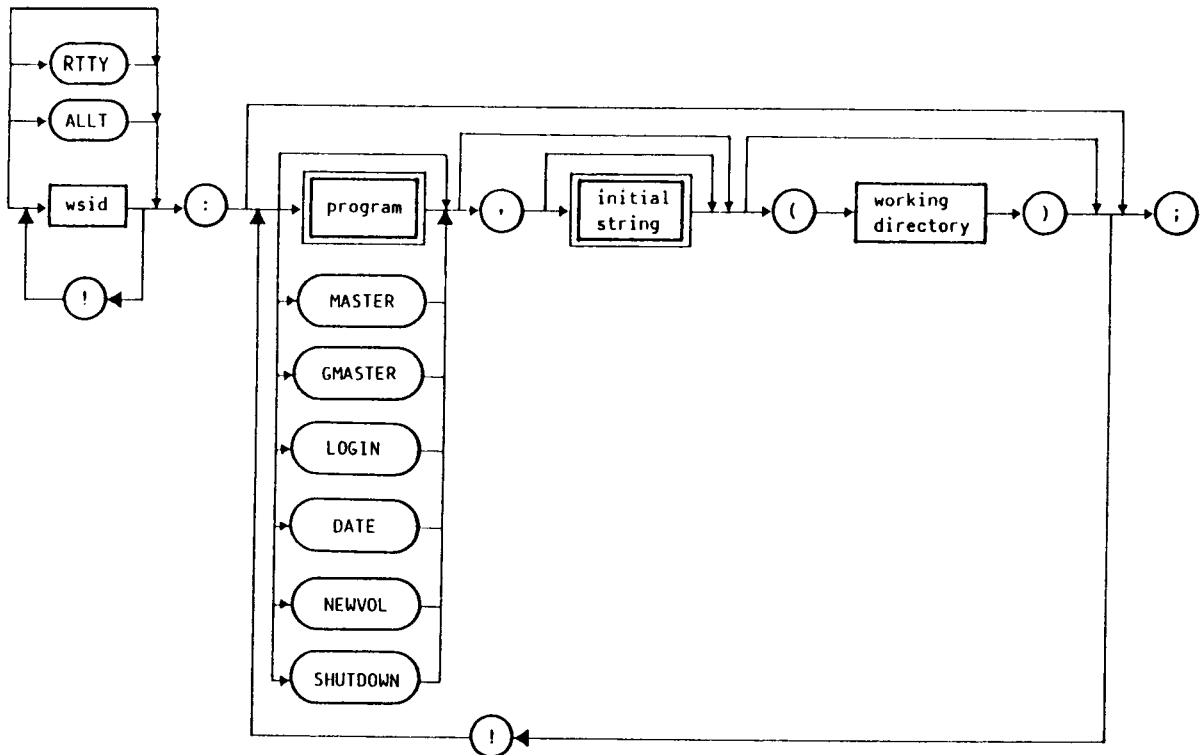 RTTY
ALLT
wsid
:
!
program
,
initial
string
(
working
directory
)
;
MASTER
GMASTER
LOGIN
DATE
NEWVOL
SHUTDOWN
!